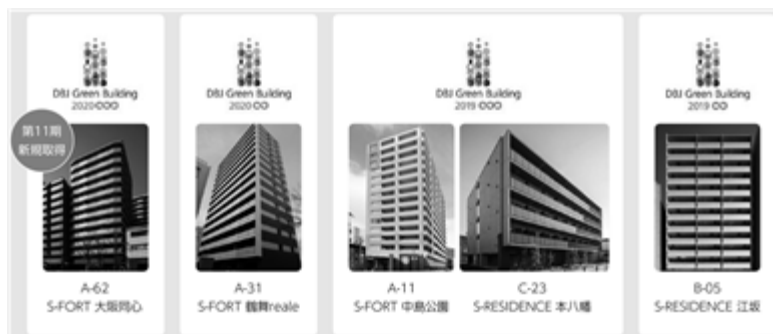 DBJ Green Building
2020 ○○○
第11期
新規取得
A-62
S-FORT 大阪同心
DBJ Green Building
2020 ○○
A-31
S-FORT 鶴舞reale
DBJ Green Building
2019 ○○○
A-11
S-FORT 中島公園
C-23
S-RESIDENCE 本八幡
DBJ Green Building
2019 ○○
B-05
S-RESIDENCE 江坂